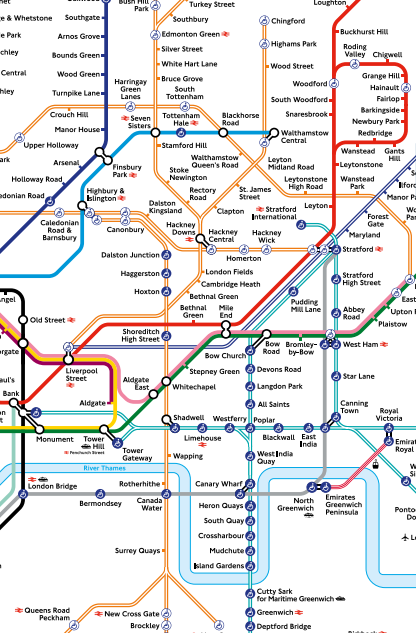 Loughton
Bush Hill
Park
Turkey Street
Southgate
Southbury
Chingford
Arnos Grove
Edmonton Green
Buckhurst Hill
Silver Street
Highams Park
Roding
Valley
Chigwell
Bounds Green
White Hart Lane
Wood Street
Grange Hill
Wood Green
Bruce Grove
Woodford
Hainault
Turnpike Lane
Harringay
Green Lanes
South
Tottenham
South Woodford
Fairlop
Crouch Hill
Barkingside
Manor House
Seven
Sisters
Tottenham
Hale
Blackhorse
Road
Snaresbrook
Newbury Park
Upper Holloway
Stamford Hill
Walthamstow
Central
Redbridge
Arsenal
Walthamstow
Queen's Road
Wanstead
Gants
Hill
Finsbury
Park
Leyton
Midland Road
Leytonstone
Holloway Road
Stoke
Newington
Leytonstone
High Road
Wanstead
Park
Highbury &
Islington
Rectory
Road
St. James
Street
Caledonian
Road &
Barnsbury
Canonbury
Dalston
Kingsland
Clapton
Stratford
International
Leyton
Manor Park
Hackney
Downs
Hackney
Central
Hackney
Wick
Forest
Gate
Maryland
Dalston Junction
Homerton
Stratford
Haggerston
London Fields
Cambridge Heath
Stratford
High Street
Hoxton
Bethnal Green
Pudding
Mill Lane
Old Street
Bethnal
Green
Mile
End
Abbey
Road
Upton
Plaistow
Shoreditch
High Street
Bow Church
Bow
Road
Bromley-
by-Bow
West Ham
Liverpool
Street
Stepney Green
Devons Road
Star Lane
Aldgate
East
Whitechapel
Langdon Park
Bank
Aldgate
All Saints
Canning
Town
Shadwell
Westferry
Poplar
Royal
Victoria
Monument
Tower
Hill
Fenchurch Street
Tower
Gateway
Limehouse
Blackwall
East
India
Emirates
Royal
River Thames
Wapping
West India
Quay
London Bridge
Rotherhithe
Canary Wharf
Bermondsey
Canada
Water
Heron Quays
North
Greenwich
Emirates
Greenwich
Peninsula
South Quay
Crossharbour
Surrey Quays
Mudchute
Island Gardens
Cutty Sark
for Maritime Greenwich
Queens Road
Peckham
New Cross Gate
Greenwich
Brockley
Deptford Bridge